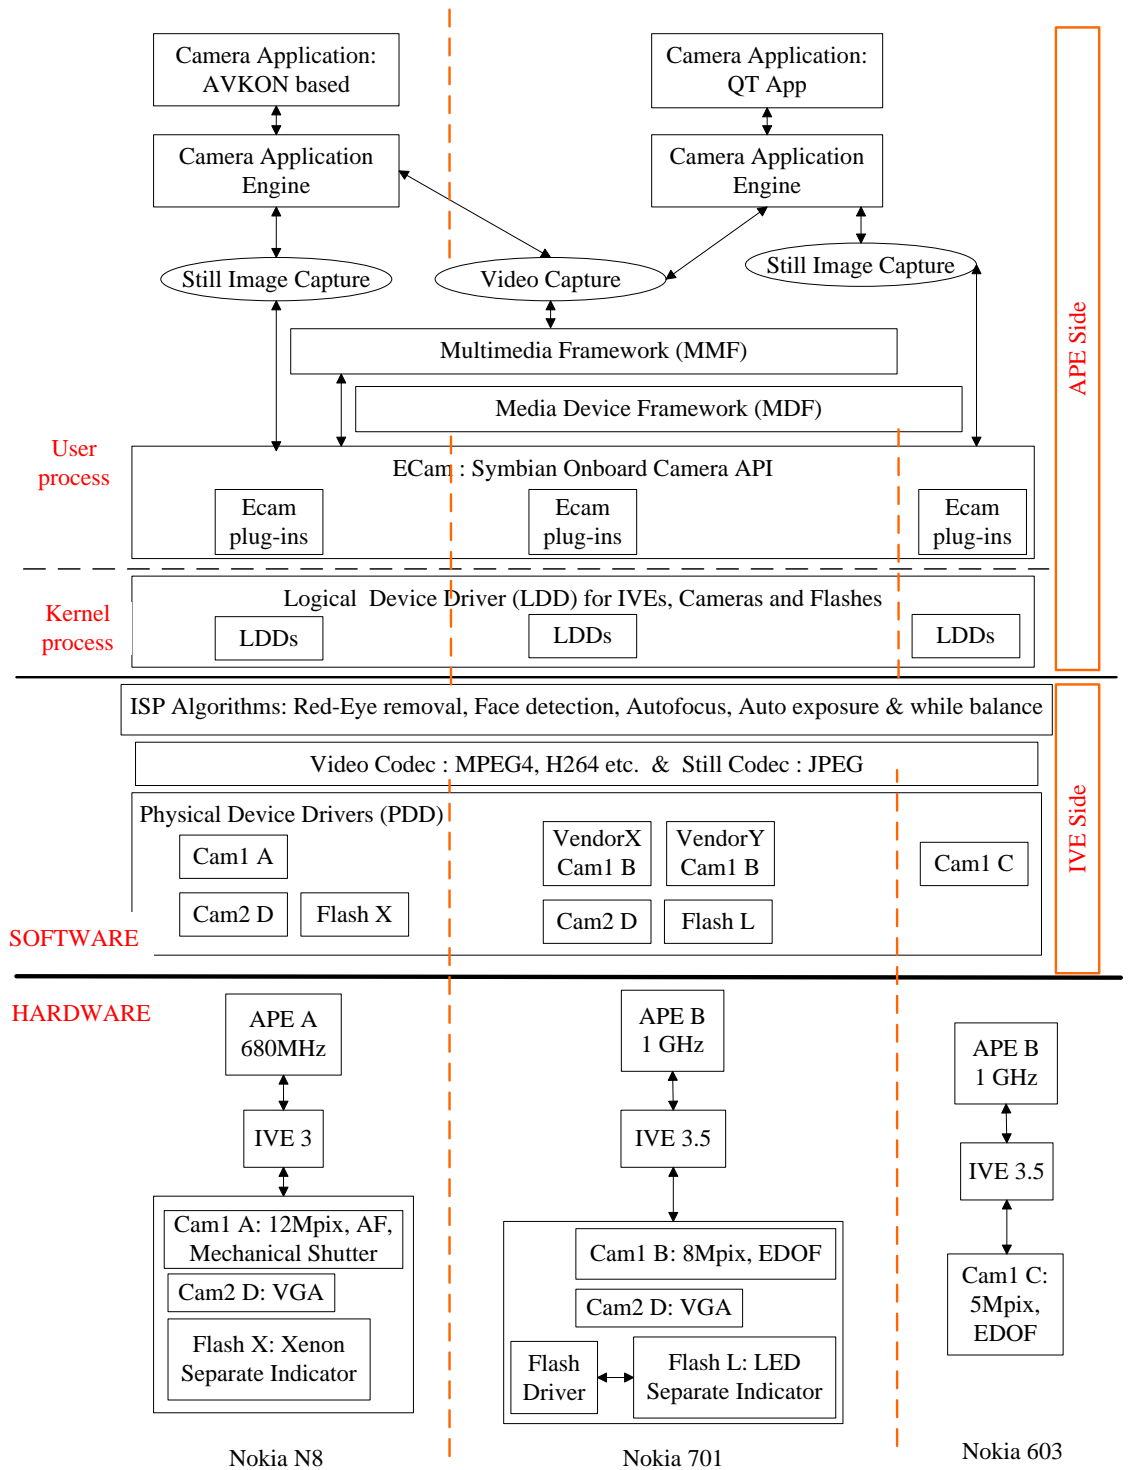 Camera Application:
AVKON based
Camera Application:
QT App
Camera Application
Engine
Camera Application
Engine
Still Image Capture
Video Capture
Still Image Capture
Multimedia Framework (MMF)
Media Device Framework (MDF)
APE Side
User
process
ECam : Symbian Onboard Camera API
Ecam
plug-ins
Ecam
plug-ins
Ecam
plug-ins
Kernel
process
Logical Device Driver (LDD) for IVEs, Cameras and Flashes
LDDs
LDDs
LDDs
ISP Algorithms: Red-Eye removal, Face detection, Autofocus, Auto exposure & while balance
Video Codec : MPEG4, H264 etc. & Still Codec : JPEG
IVE Side
Physical Device Drivers (PDD)
Cam1 A
Cam2 D
Flash X
VendorX
Cam1 B
VendorY
Cam1 B
Cam2 D
Flash L
Cam1 C
SOFTWARE
HARDWARE
APE A
680MHz
IVE 3
Cam1 A: 12Mpix, AF,
Mechanical Shutter
Cam2 D: VGA
Flash X: Xenon
Separate Indicator
Nokia N8
APE B
1 GHz
IVE 3.5
Cam1 B: 8Mpix, EDOF
Cam2 D: VGA
Flash
Driver
Flash L: LED
Separate Indicator
Nokia 701
APE B
1 GHz
IVE 3.5
Cam1 C:
5Mpix,
EDOF
Nokia 603